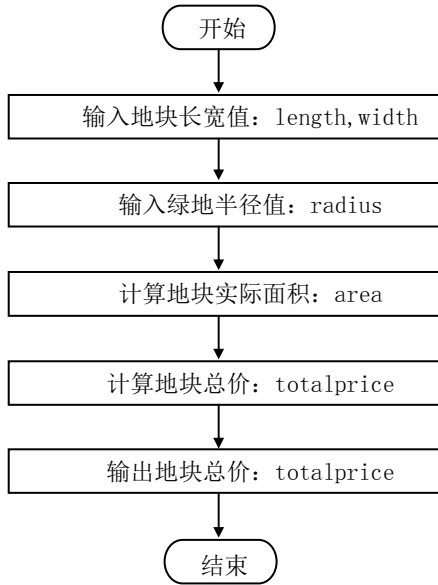 开始
输入地块长宽值：length,width
输入绿地半径值：radius
计算地块实际面积：area
计算地块总价：totalprice
输出地块总价：totalprice
结束